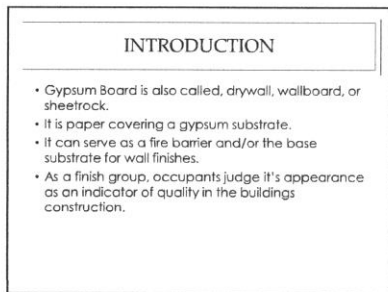 INTRODUCTION
• Gypsum Board is also called, drywall, wallboard, or
sheetrock.
• It is paper covering a gypsum substrate.
• It can serve as a fire barrier and/or the base
substrate for wall finishes.
• As a finish group, occupants judge it's appearance
as an indicator of quality in the buildings
construction.